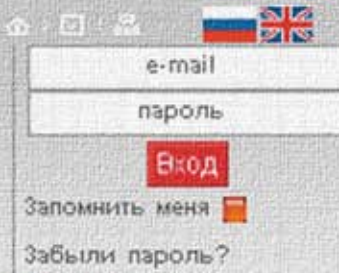 e-mail
пароль
Вход
Запомнить меня
Забыли пароль?